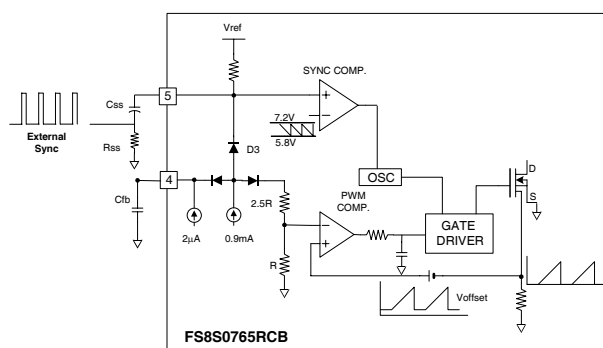 Vref
SYNC COMP.
5
+
−
Css
7.2V
5.8V
External
Sync
Rss
D3
4
OSC
D
S
Cfb
2.5R
PWM
COMP.
−
+
GATE
DRIVER
2μA
0.9mA
R
Voffset
FS8S0765RCB